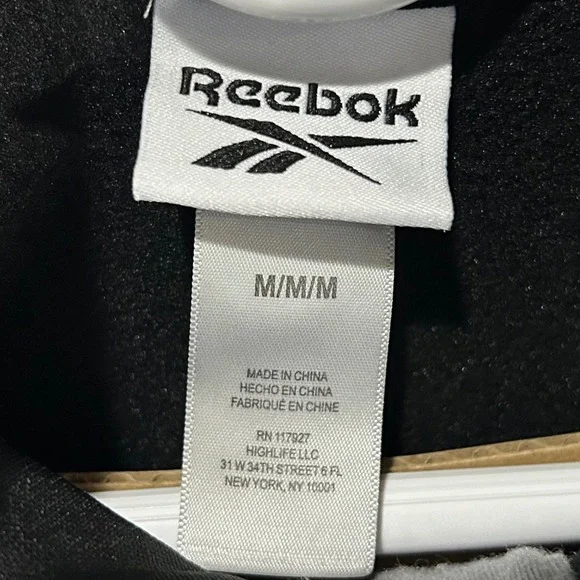 Reebok
M/M/M
MADE IN CHINA
HECHO EN CHINA
FABRIQUÉ EN CHINE
RN 117927
HIGHLIFE LLC
31 W 34TH STREET 6 FL
NEW YORK, NY 10001